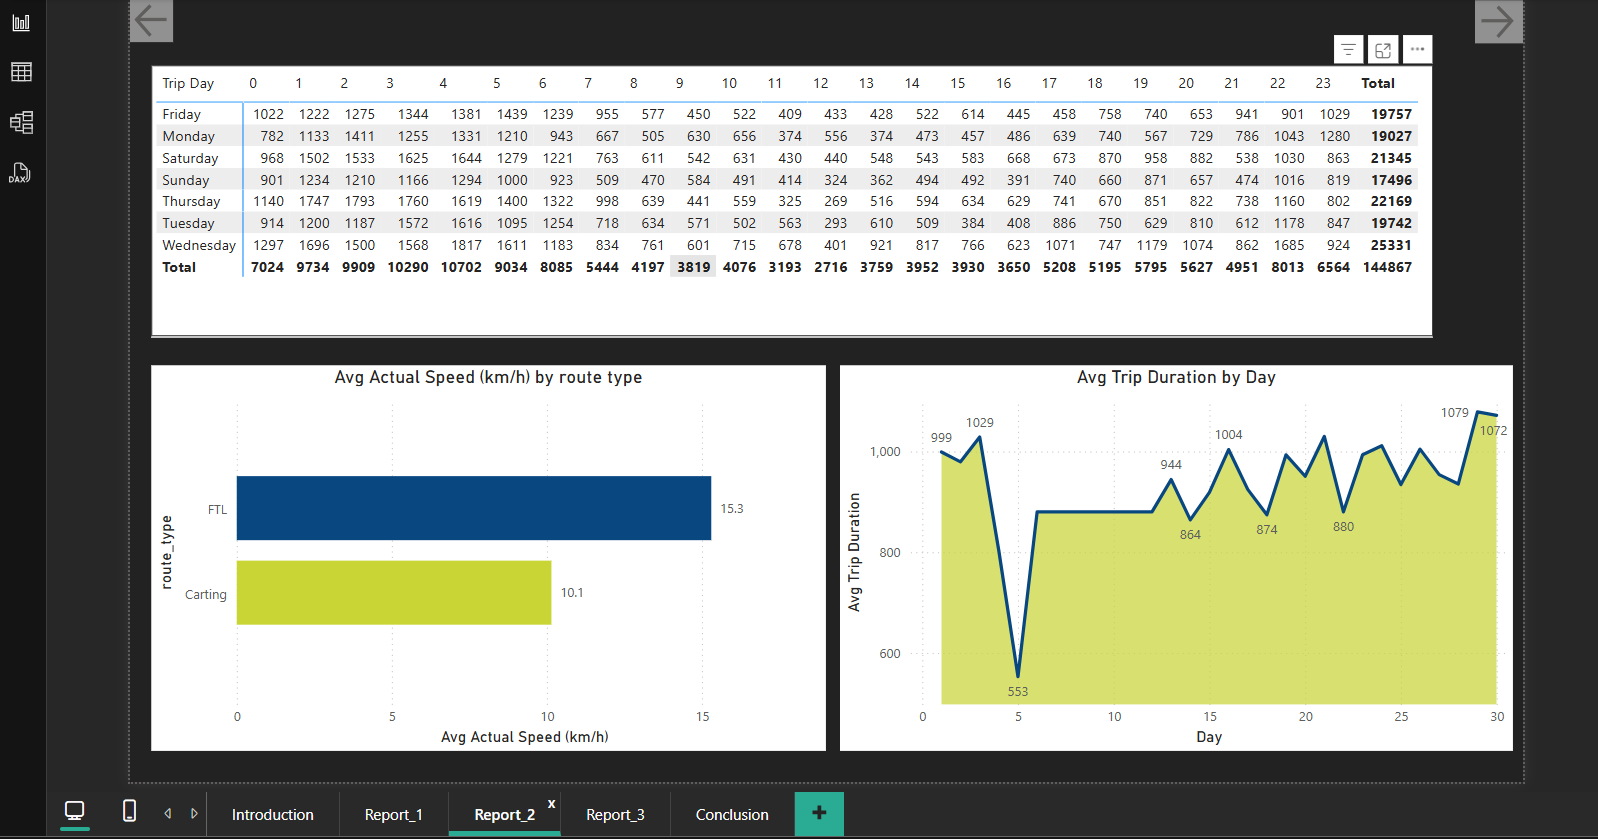 DAX
Trip Day 0 1 2 3 4 5 6 7 8 9 10 11 12 13 14 15 16 17 18 19 20 21 22 23 Total
Friday 1022 1222 1275 1344 1381 1439 1239 955 577 450 522 409 433 428 522 614 445 458 758 740 653 941 901 1029 19757
Monday 782 1133 1411 1255 1331 1210 943 667 505 630 656 374 556 374 473 457 486 639 740 567 729 786 1043 1280 19027
Saturday 968 1502 1533 1625 1644 1279 1221 763 611 542 631 430 440 548 543 583 668 673 870 958 882 538 1030 863 21345
Sunday 901 1234 1210 1166 1294 1000 923 509 470 584 491 414 324 362 494 492 391 740 660 871 657 474 1016 819 17496
Thursday 1140 1747 1793 1760 1619 1400 1322 998 639 441 559 325 269 516 594 634 629 741 670 851 822 738 1160 802 22169
Tuesday 914 1200 1187 1572 1616 1095 1254 718 634 571 502 563 293 610 509 384 408 886 750 629 810 612 1178 847 19742
Wednesday 1297 1696 1500 1568 1817 1611 1183 834 761 601 715 678 401 921 817 766 623 1071 747 1179 1074 862 1685 924 25331
Total 7024 9734 9909 10290 10702 9034 8085 5444 4197 3819 4076 3193 2716 3759 3952 3930 3650 5208 5195 5795 5627 4951 8013 6564 144867
Avg Actual Speed (km/h) by route type
route_type
FTL 15.3
Carting 10.1
0 5 10 15
Avg Actual Speed (km/h)
Avg Trip Duration by Day
Avg Trip Duration
1,000
800
600
999 1029 553 944 864 1004 874 880 1079 1072
0 5 10 15 20 25 30
Day
Introduction Report_1 Report_2 x Report_3 Conclusion +